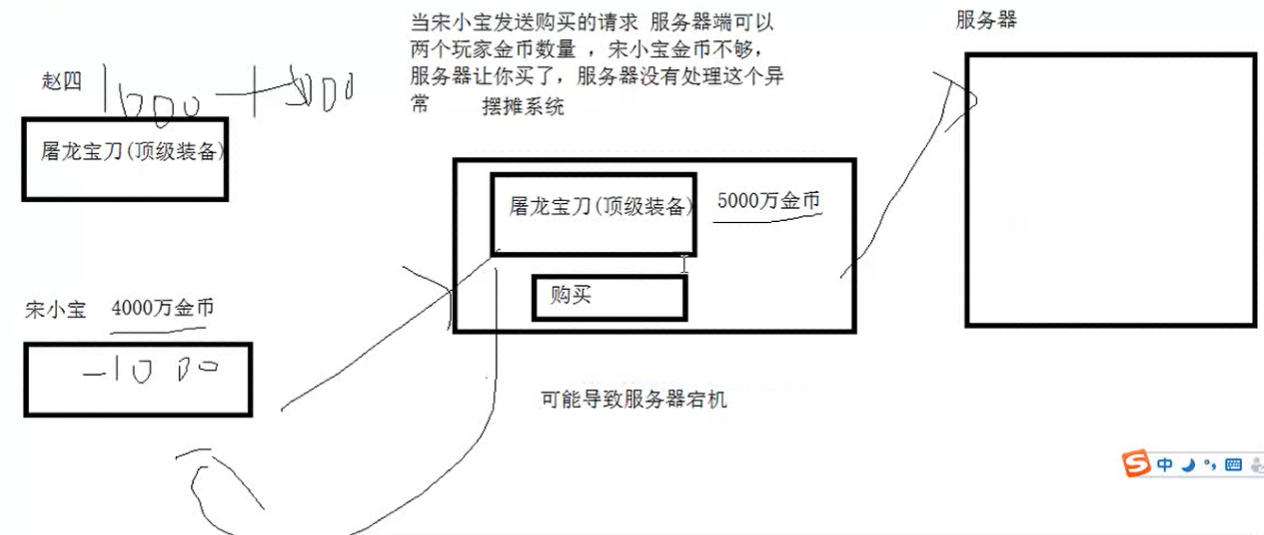 当宋小宝发送购买的请求 服务器端可以
两个玩家金币数量 ，宋小宝金币不够，
服务器让你买了，服务器没有处理这个异
常
摆摊系统
服务器
赵四
1000 + 5000
屠龙宝刀(顶级装备)
屠龙宝刀(顶级装备)
5000万金币
购买
宋小宝
4000万金币
-1000
可能导致服务器宕机
中